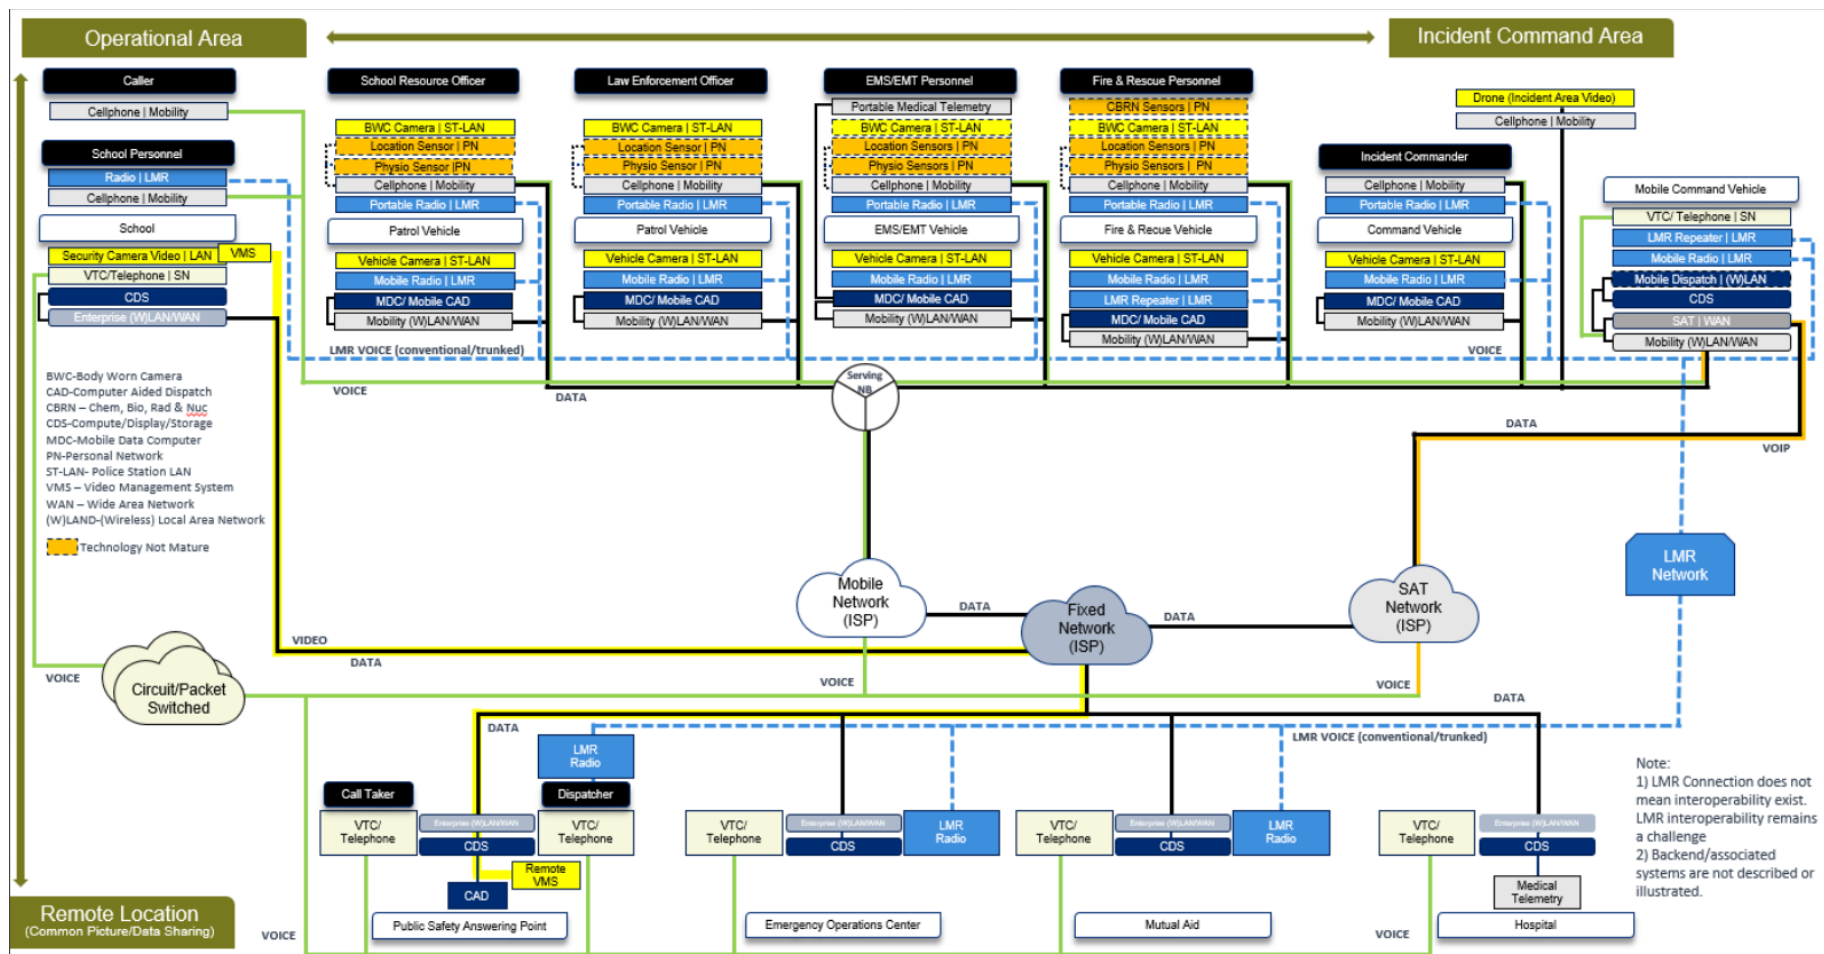 Operational Area
Incident Command Area
Caller
Cellphone | Mobility
School Personnel
Radio | LMR
Cellphone | Mobility
School
Security Camera Video | LAN
VMS
VTC/Telephone | SN
CDS
Enterprise (W)LAN/WAN
School Resource Officer
BWC Camera | ST-LAN
Location Sensor | PN
Physio Sensor |PN
Cellphone | Mobility
Portable Radio | LMR
Patrol Vehicle
Vehicle Camera | ST-LAN
Mobile Radio | LMR
MDC/ Mobile CAD
Mobility (W)LAN/WAN
Law Enforcement Officer
BWC Camera | ST-LAN
Location Sensor | PN
Physio Sensor | PN
Cellphone | Mobility
Portable Radio | LMR
Patrol Vehicle
Vehicle Camera | ST-LAN
Mobile Radio | LMR
MDC/ Mobile CAD
Mobility (W)LAN/WAN
EMS/EMT Personnel
Portable Medical Telemetry
BWC Camera | ST-LAN
Location Sensors | PN
Physio Sensors | PN
Cellphone | Mobility
Portable Radio | LMR
EMS/EMT Vehicle
Vehicle Camera | ST-LAN
Mobile Radio | LMR
MDC/ Mobile CAD
Mobility (W)LAN/WAN
Fire & Rescue Personnel
CBRN Sensors | PN
BWC Camera | ST-LAN
Location Sensors | PN
Physio Sensors | PN
Cellphone | Mobility
Portable Radio | LMR
Fire & Recue Vehicle
Vehicle Camera | ST-LAN
Mobile Radio | LMR
LMR Repeater | LMR
MDC/ Mobile CAD
Mobility (W)LAN/WAN
Drone (Incident Area Video)
Cellphone | Mobility
Incident Commander
Cellphone | Mobility
Portable Radio | LMR
Command Vehicle
Vehicle Camera | ST-LAN
Mobile Radio | LMR
MDC/ Mobile CAD
Mobility (W)LAN/WAN
Mobile Command Vehicle
VTC/ Telephone | SN
LMR Repeater | LMR
Mobile Radio | LMR
Mobile Dispatch | (W)LAN
CDS
SAT | WAN
Mobility (W)LAN/WAN
LMR VOICE (conventional/trunked)
VOICE
VOICE
DATA
Serving
NB
DATA
VOIP
BWC-Body Worn Camera
CAD-Computer Aided Dispatch
CBRN – Chem, Bio, Rad & Nuc
CDS-Compute/Display/Storage
MDC-Mobile Data Computer
PN-Personal Network
ST-LAN- Police Station LAN
VMS – Video Management System
WAN – Wide Area Network
(W)LAND-(Wireless) Local Area Network
Technology Not Mature
Mobile
Network
(ISP)
DATA
Fixed
Network
(ISP)
DATA
SAT
Network
(ISP)
LMR
Network
VIDEO
DATA
VOICE
Circuit/Packet
Switched
VOICE
VOICE
DATA
DATA
LMR VOICE (conventional/trunked)
LMR
Radio
Call Taker
Dispatcher
VTC/
Telephone
Enterprise (W)LAN/WAN
CDS
VTC/
Telephone
Remote
VMS
CAD
Public Safety Answering Point
VTC/
Telephone
Enterprise (W)LAN/WAN
CDS
LMR
Radio
Emergency Operations Center
VTC/
Telephone
Enterprise (W)LAN/WAN
CDS
LMR
Radio
Mutual Aid
VTC/
Telephone
Enterprise (W)LAN/WAN
CDS
Medical
Telemetry
Hospital
Note:
1) LMR Connection does not
mean interoperability exist.
LMR interoperability remains
a challenge
2) Backend/associated
systems are not described or
illustrated.
Remote Location
(Common Picture/Data Sharing)
VOICE
VOICE